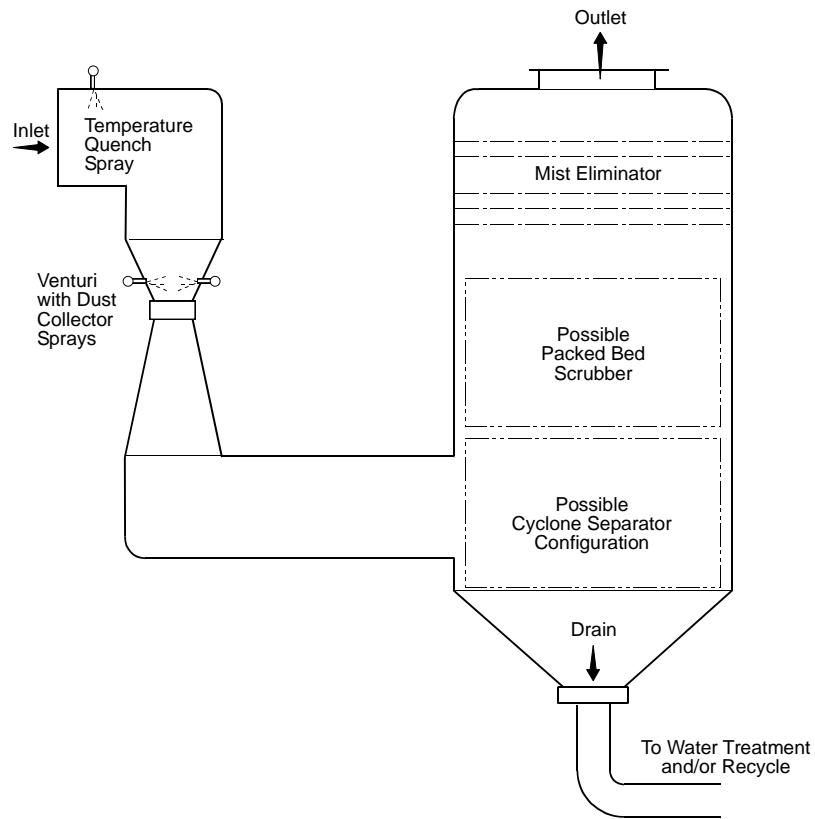 Outlet
Inlet
Temperature
Quench
Spray
Mist Eliminator
Venturi
with Dust
Collector
Sprays
Possible
Packed Bed
Scrubber
Possible
Cyclone Separator
Configuration
Drain
To Water Treatment
and/or Recycle